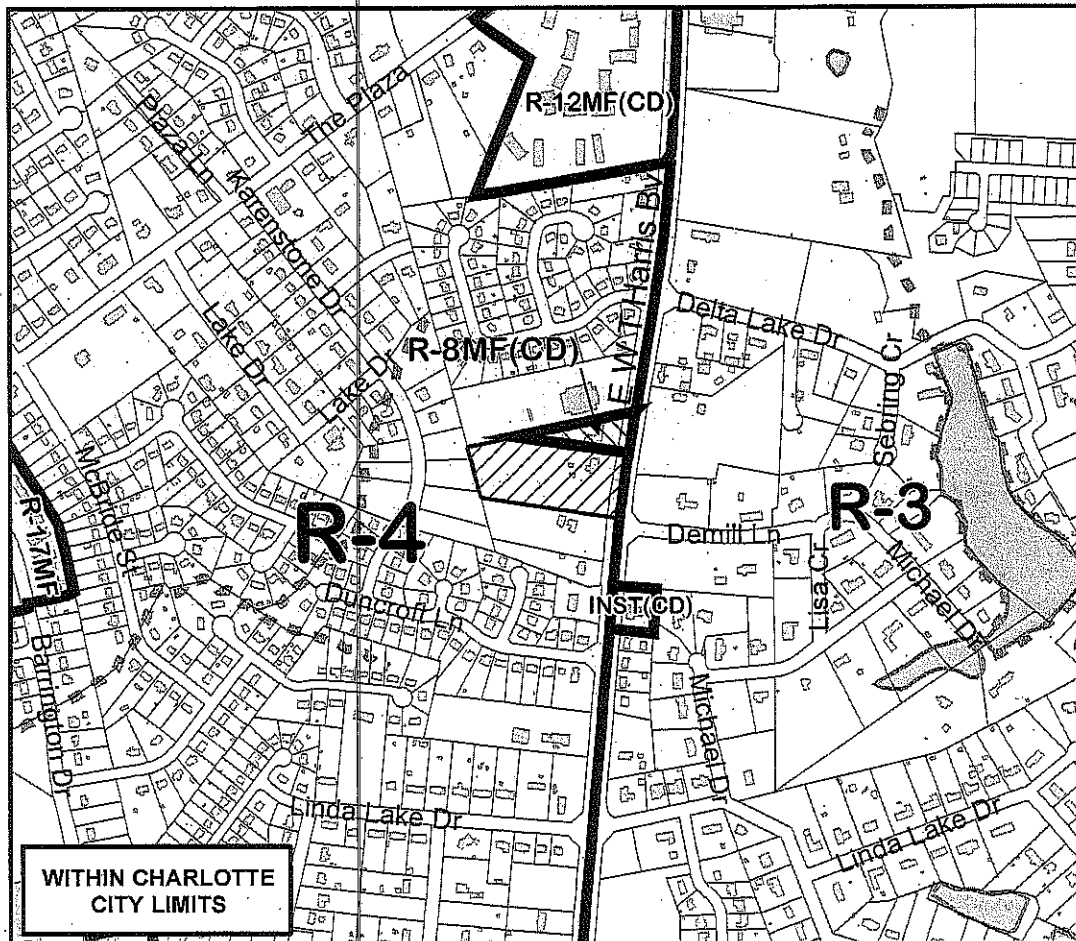 R-12MF(CD)
The Plaza
Plaza Ln
Karenstone Dr
E W T Harris Bv
Lake Dr
Delta Lake Dr
R-8MF(CD)
Lake Dr
Sebring Cr
McBride St
R-17MF
R-4
R-3
Demill Ln
Lisa Cr
Michael Dr
Duncroft Ln
INST(CD)
Barrington Dr
Michael Dr
Linda Lake Dr
Linda Lake Dr
WITHIN CHARLOTTE
CITY LIMITS